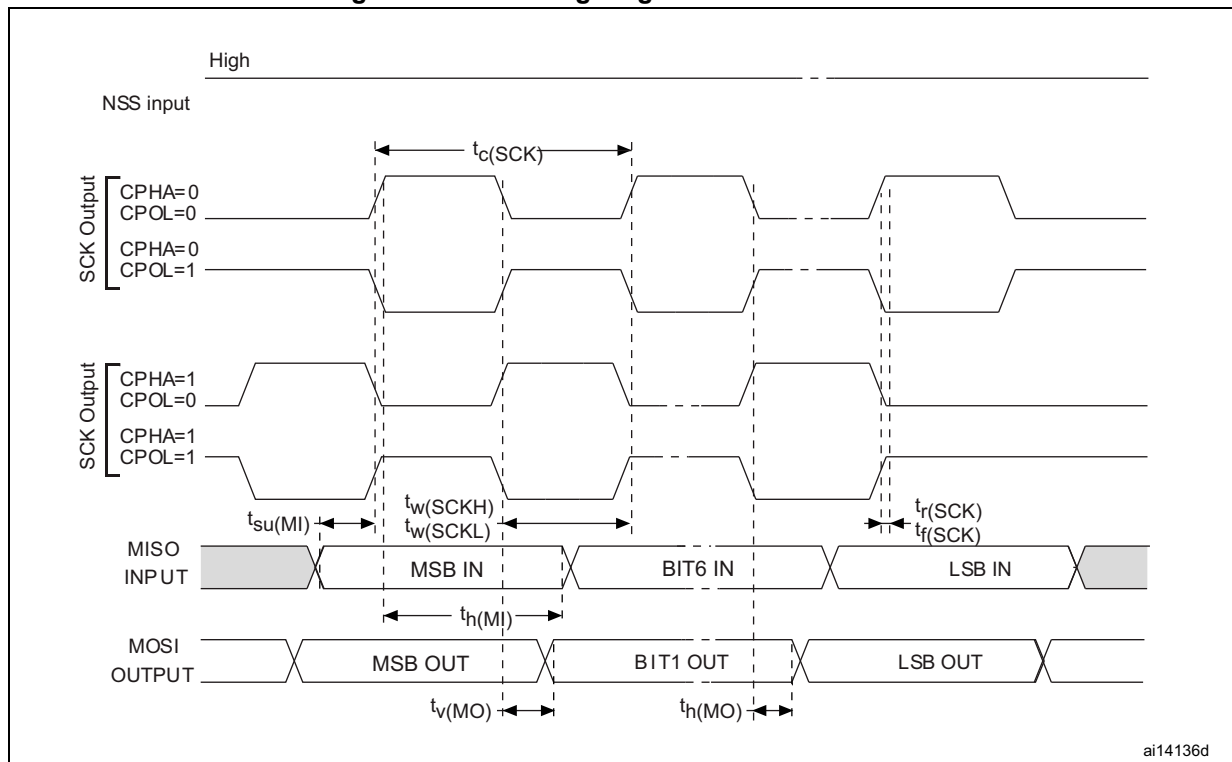 High
NSS input
tc(SCK)
SCK Output
CPHA=0
CPOL=0
CPHA=0
CPOL=1
SCK Output
CPHA=1
CPOL=0
CPHA=1
CPOL=1
tsu(MI)
tw(SCKH)
tw(SCKL)
tr(SCK)
tf(SCK)
MISO
INPUT
MSB IN
BIT6 IN
LSB IN
th(MI)
MOSI
OUTPUT
MSB OUT
BIT1 OUT
LSB OUT
tv(MO)
th(MO)
ai14136d